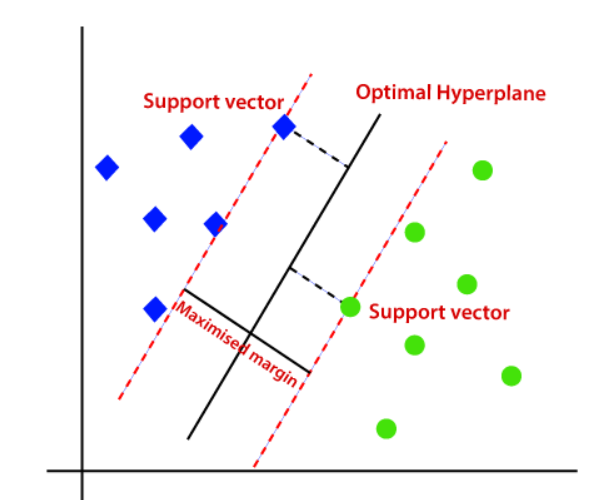 Support vector
Optimal Hyperplane
Support vector
Maximised margin